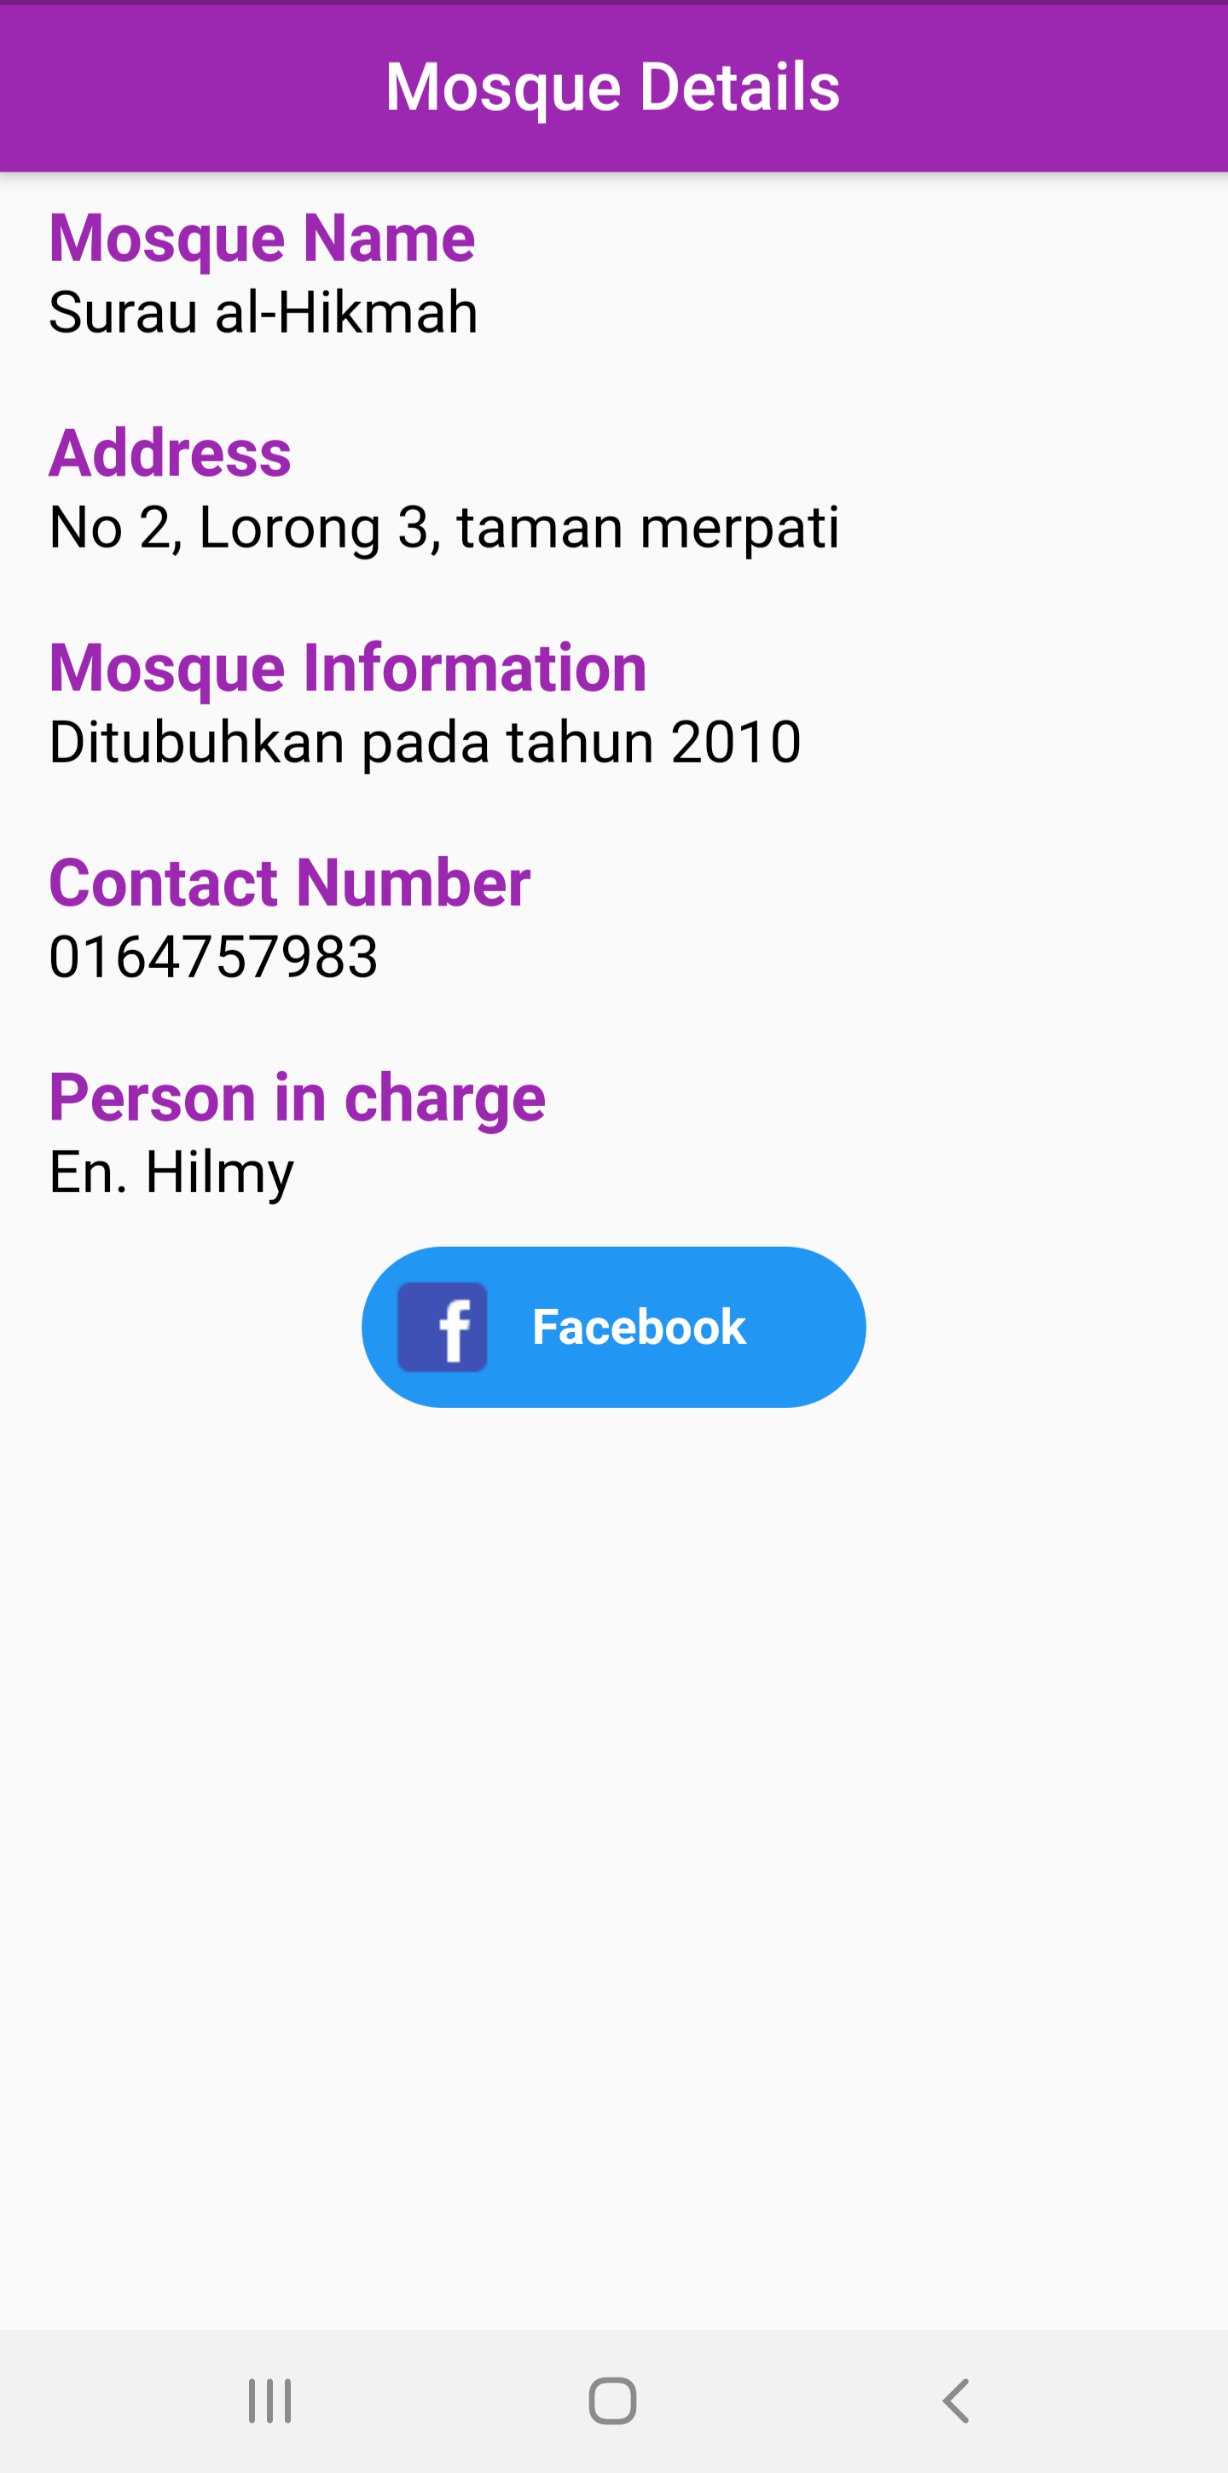 Mosque Details
Mosque Name
Surau al-Hikmah
Address
No 2, Lorong 3, taman merpati
Mosque Information
Ditubuhkan pada tahun 2010
Contact Number
0164757983
Person in charge
En. Hilmy
f Facebook